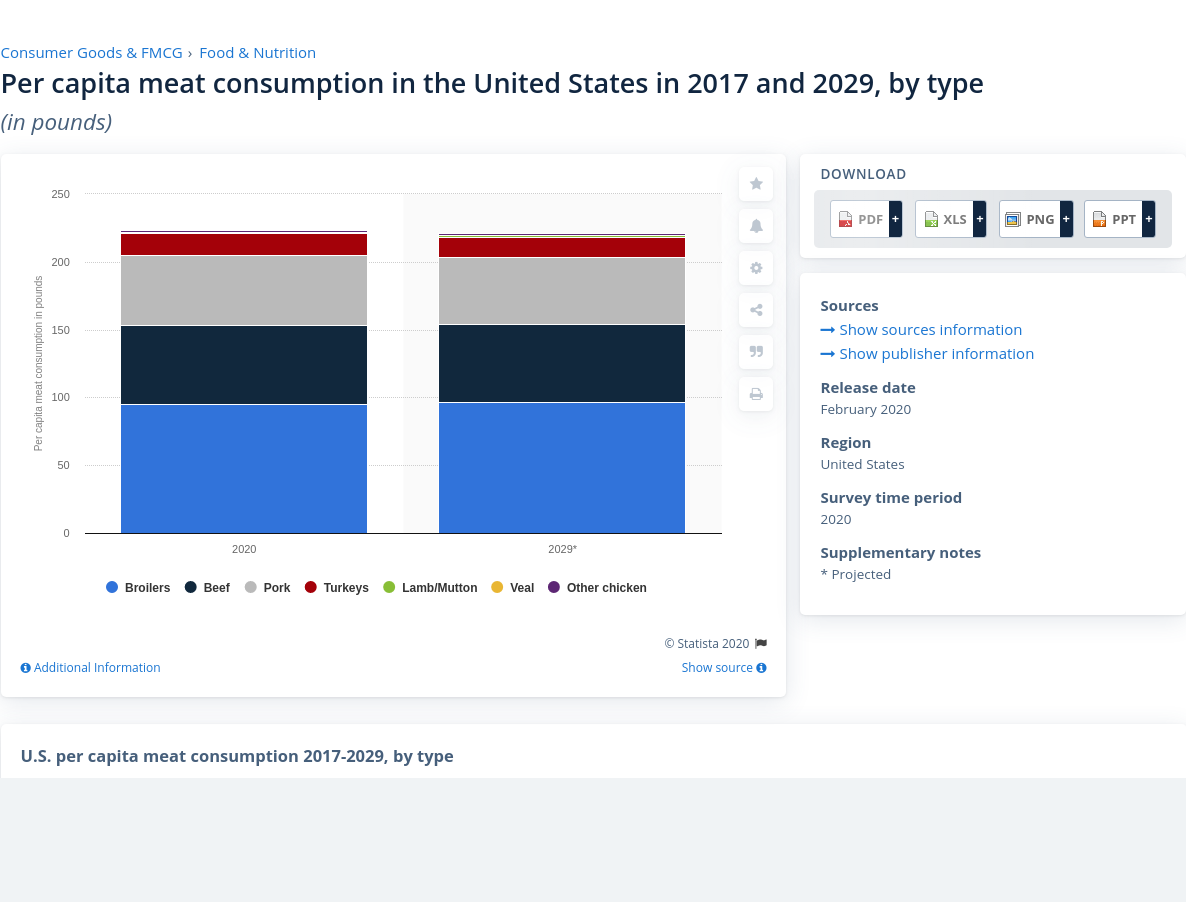 Consumer Goods & FMCG › Food & Nutrition
Per capita meat consumption in the United States in 2017 and 2029, by type
(in pounds)
Per capita meat consumption in pounds
250
200
150
100
50
0
2020
2029*
Broilers Beef Pork Turkeys Lamb/Mutton Veal Other chicken
© Statista 2020
Additional Information
Show source
DOWNLOAD
PDF + XLS + PNG + PPT +
Sources
Show sources information
Show publisher information
Release date
February 2020
Region
United States
Survey time period
2020
Supplementary notes
* Projected
U.S. per capita meat consumption 2017-2029, by type